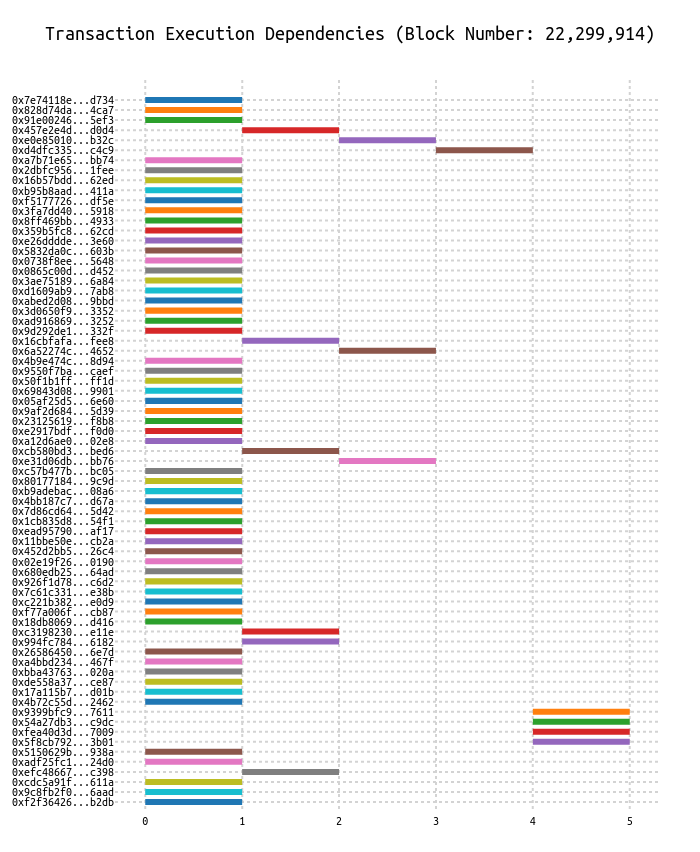 Transaction Execution Dependencies (Block Number: 22,299,914)
0x7e74118e...d734
0x828d74da...4ca7
0x91e00246...5ef3
0x457e2e4d...d0d4
0xe0e85010...b32c
0xd4dfc335...c4c9
0xa7b71e65...bb74
0x2dbfc956...1fee
0x16b57bdd...62ed
0xb95b8aad...411a
0xf5177726...df5e
0x3fa7dd40...5918
0x8ff469bb...4933
0x359b5fc8...62cd
0xe26dddde...3e60
0x5832da0c...603b
0x0738f8ee...5648
0x0865c00d...d452
0x3ae75189...6a84
0xd1609ab9...7ab8
0xabed2d08...9bbd
0x3d0650f9...3352
0xad916869...3252
0x9d292de1...332f
0x16cbfafa...fee8
0x6a52274c...4652
0x4b9e474c...8d94
0x9550f7ba...caef
0x50f1b1ff...ff1d
0x69843d08...9901
0x05af25d5...6e60
0x9af2d684...5d39
0x23125619...f8b8
0xe2917bdf...f0d0
0xa12d6ae0...02e8
0xcb580bd3...bed6
0xe31d06db...bb76
0xc57b477b...bc05
0x80177184...9c9d
0xb9adebac...08a6
0x4bb187c7...d67a
0x7d86cd64...5d42
0x1cb835d8...54f1
0xead95790...af17
0x11bbe50e...cb2a
0x452d2bb5...26c4
0x02e19f26...0190
0x680edb25...64ad
0x926f1d78...c6d2
0x7c61c331...e38b
0xc221b382...e0d9
0xf77a006f...cb87
0x18db8069...d416
0xc3198230...e11e
0x994fc784...6182
0x26586450...6e7d
0xa4bbd234...467f
0xbba43763...020a
0xde558a37...ce87
0x17a115b7...d01b
0x4b72c55d...2462
0x9399bfc9...7611
0x54a27db3...c9dc
0xfea40d3d...7009
0x5f8cb792...3b01
0x5150629b...938a
0xadf25fc1...24d0
0xefc48667...c398
0xcdc5a91f...611a
0x9c8fb2f0...6aad
0xf2f36426...b2db
0 1 2 3 4 5